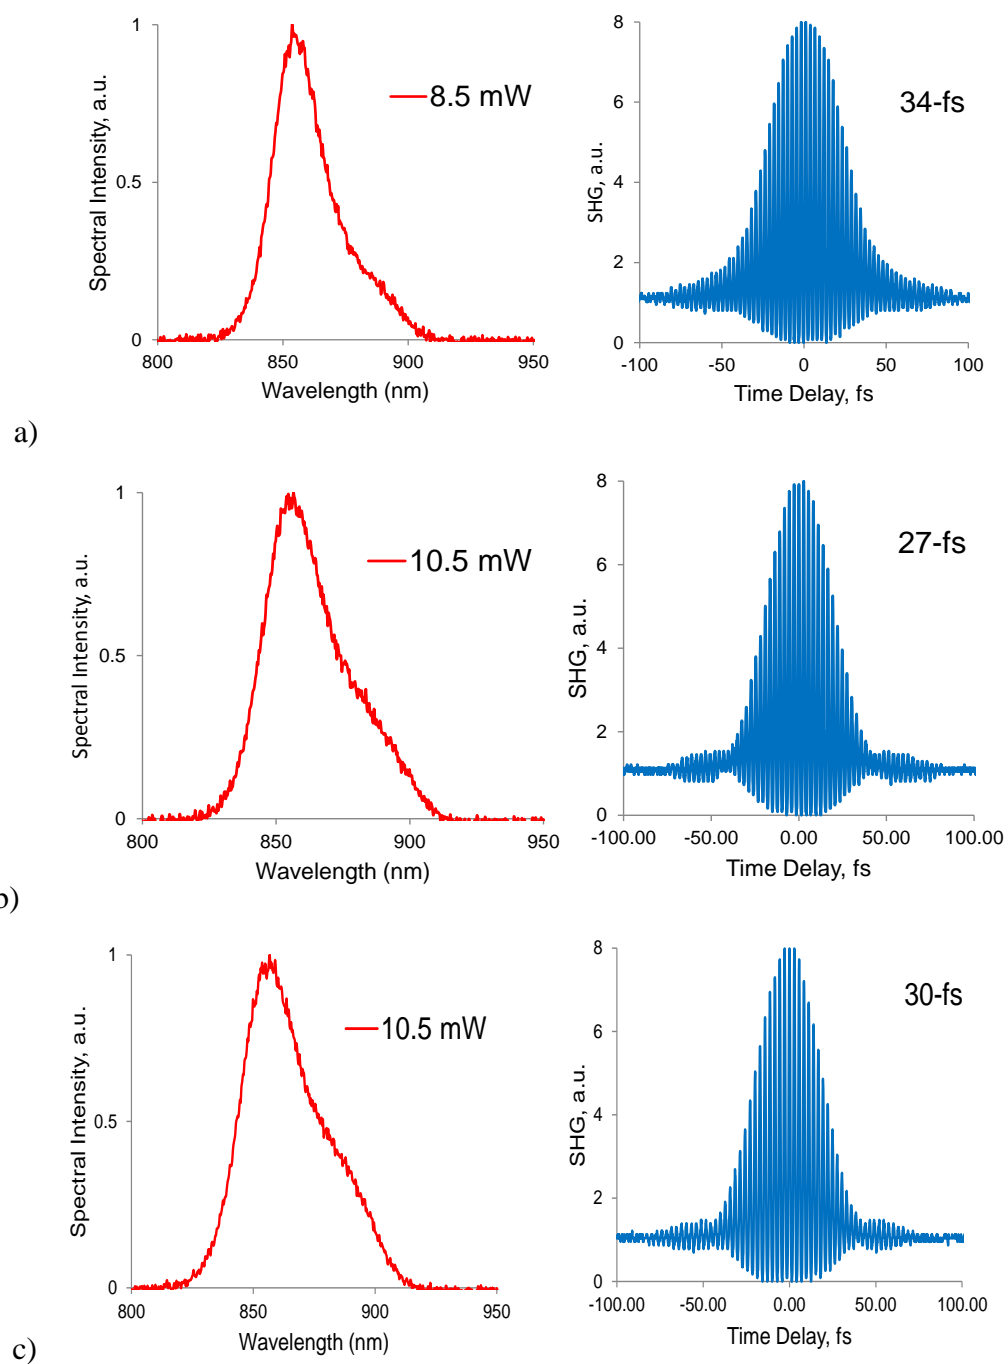 1
0.5
0
800
850
900
950
Spectral Intensity, a.u.
Wavelength (nm)
8.5 mW
8
6
4
2
0
-100
-50
0
50
100
SHG, a.u.
Time Delay, fs
34-fs
a)
1
0.5
0
800
850
900
950
Spectral Intensity, a.u.
Wavelength (nm)
10.5 mW
8
6
4
2
0
-100.00
-50.00
0.00
50.00
100.00
SHG, a.u.
Time Delay, fs
27-fs
b)
1
0.5
0
800
850
900
950
Spectral Intensity, a.u.
Wavelength (nm)
10.5 mW
8
6
4
2
0
-100.00
-50.00
0.00
50.00
100.00
SHG, a.u.
Time Delay, fs
30-fs
c)